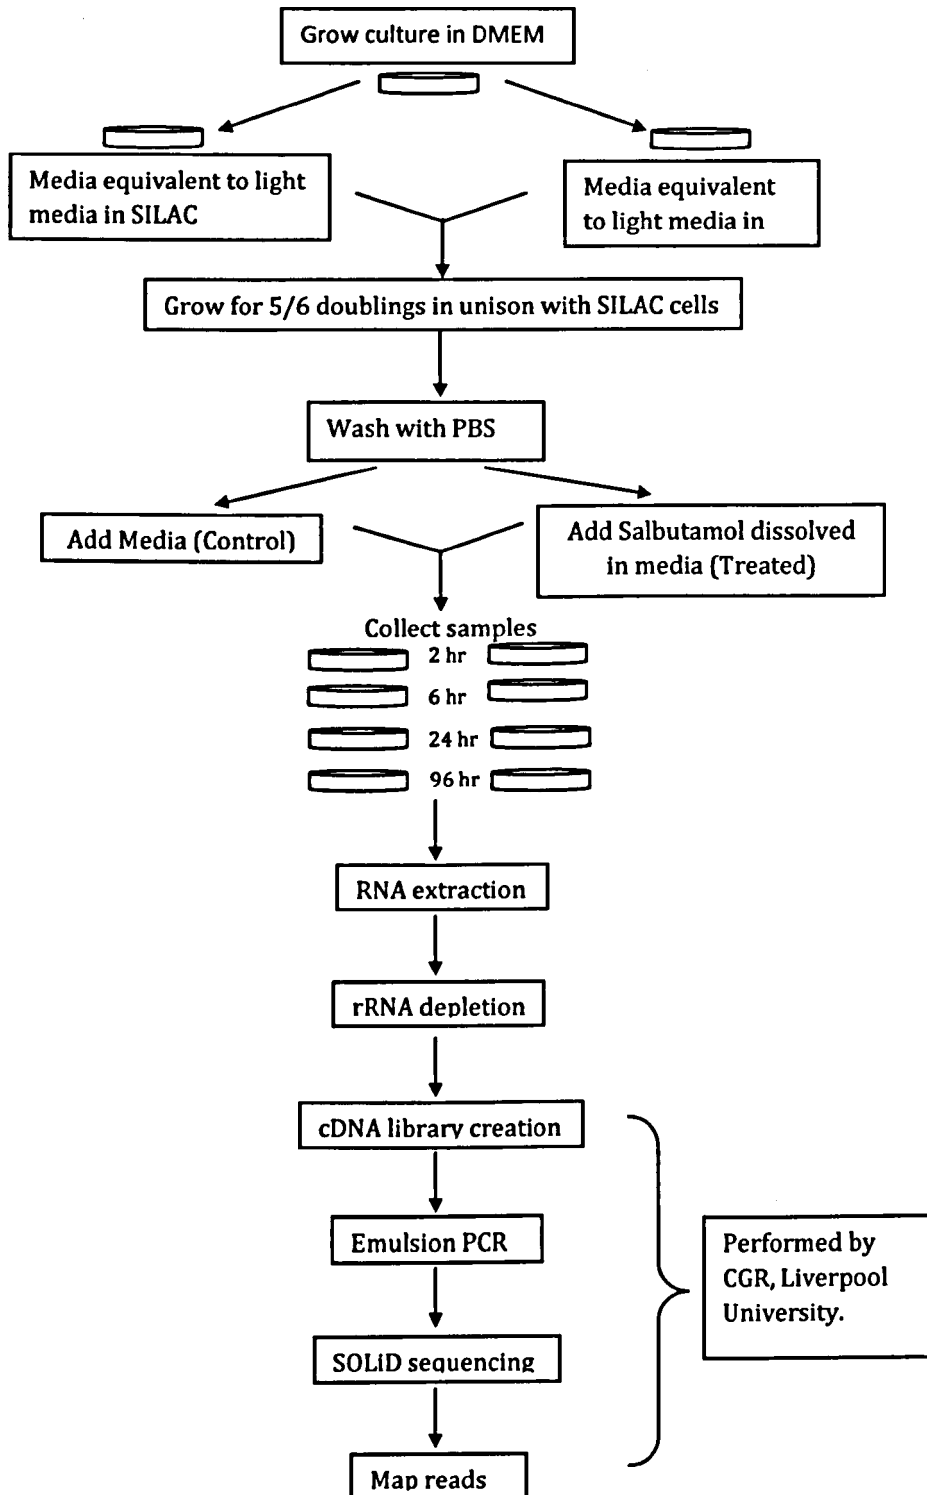 Grow culture in DMEM
Media equivalent to light
media in SILAC
Media equivalent
to light media in
Grow for 5/6 doublings in unison with SILAC cells
Wash with PBS
Add Media (Control)
Add Salbutamol dissolved
in media (Treated)
Collect samples
2 hr
6 hr
24 hr
96 hr
RNA extraction
rRNA depletion
cDNA library creation
Emulsion PCR
SOLiD sequencing
Map reads
Performed by
CGR, Liverpool
University.